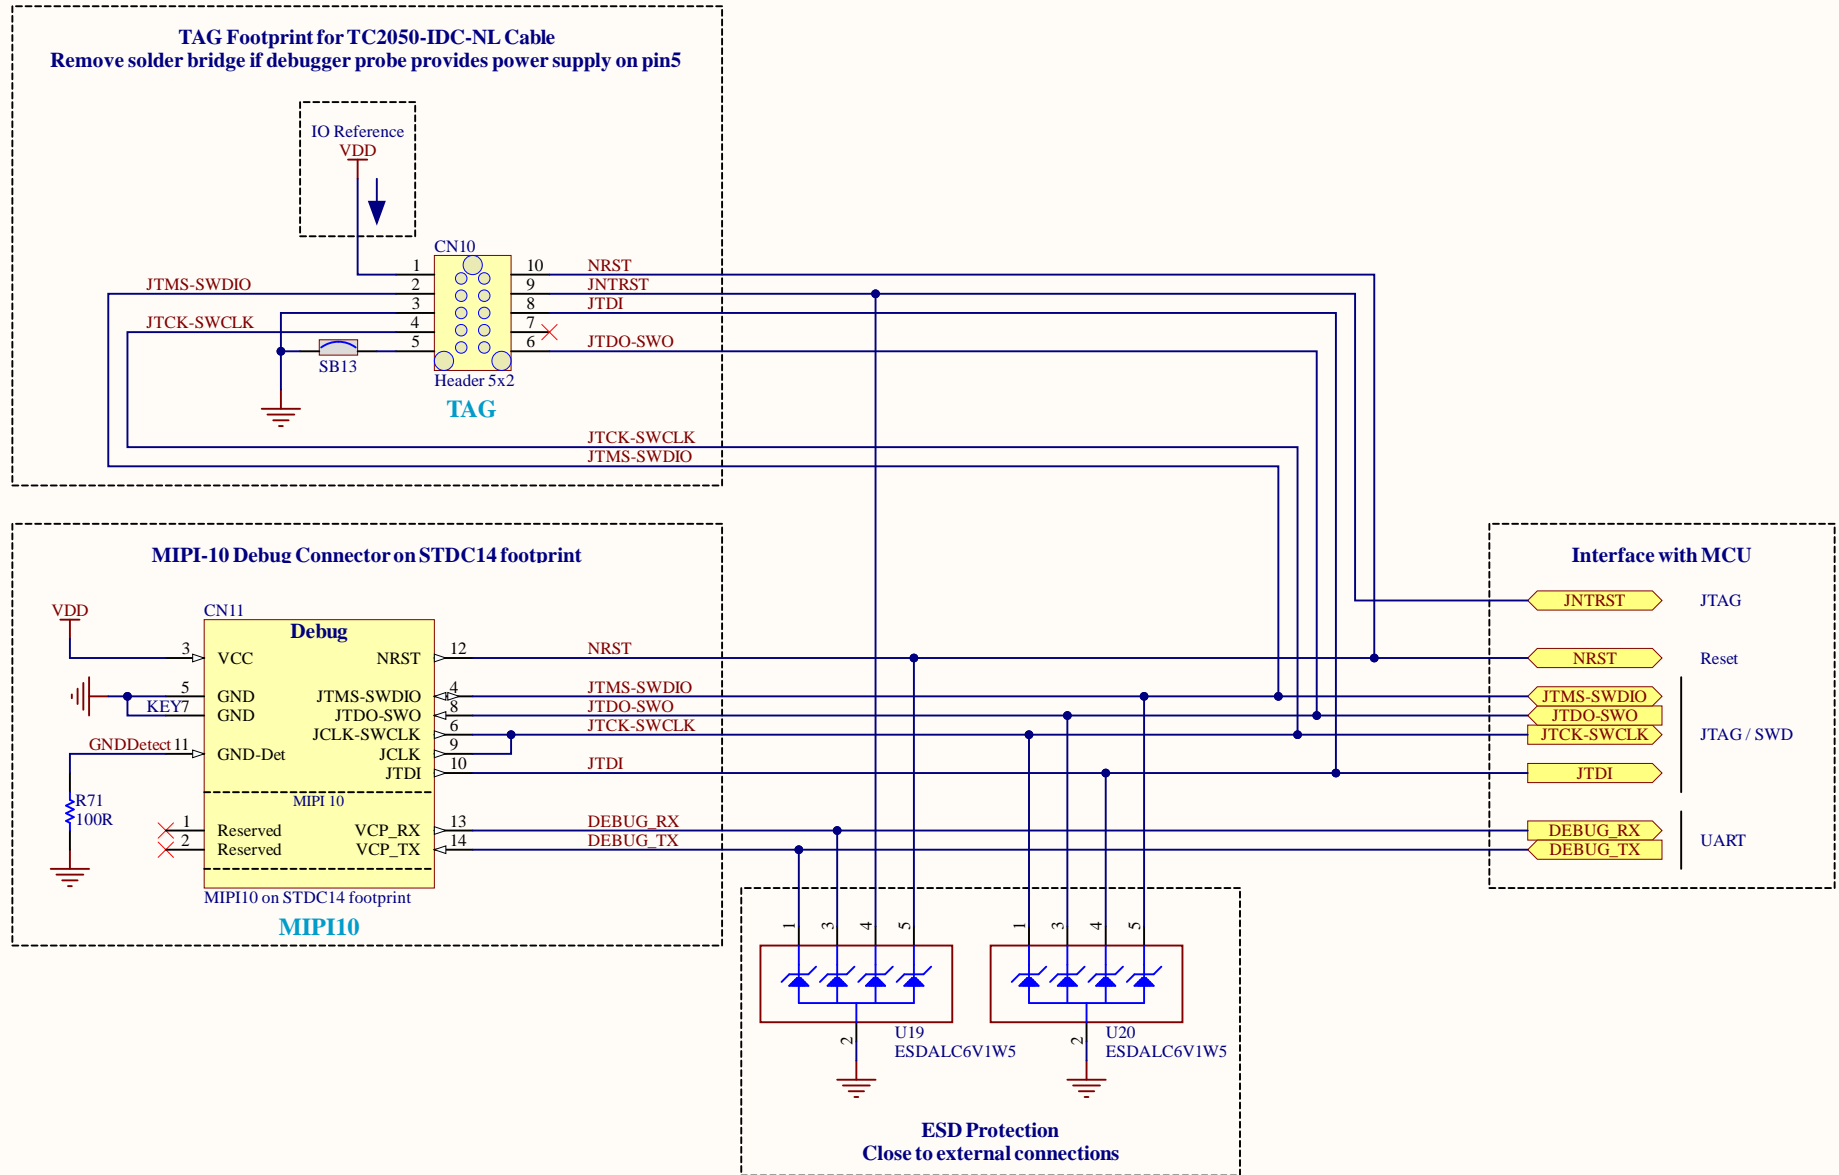 TAG Footprint for TC2050-IDC-NL Cable
Remove solder bridge if debugger probe provides power supply on pin5
IO Reference
VDD
CN10
1
2
3
4
5
10
9
8
7
6
NRST
JNTRST
JTDI
JTDO-SWO
JTMS-SWDIO
JTCK-SWCLK
SB13
Header 5x2
TAG
JTCK-SWCLK
JTMS-SWDIO
MIPI-10 Debug Connector on STDC14 footprint
VDD
CN11
Debug
3 VCC
NRST 12
NRST
5 GND
JTMS-SWDIO 4
JTMS-SWDIO
KEY 7 GND
JTDO-SWO 8
JTDO-SWO
JCLK-SWCLK 6
JTCK-SWCLK
GNDDetect 11 GND-Det
JCLK 9
JTDI 10
JTDI
MIPI 10
R71
100R
1 Reserved
VCP_RX 13
DEBUG_RX
2 Reserved
VCP_TX 14
DEBUG_TX
MIPI10 on STDC14 footprint
MIPI10
Interface with MCU
JNTRST JTAG
NRST Reset
JTMS-SWDIO
JTDO-SWO
JTCK-SWCLK JTAG / SWD
JTDI
DEBUG_RX
DEBUG_TX
UART
1 3 4 5
1 3 4 5
2
U19
ESDALC6V1W5
2
U20
ESDALC6V1W5
ESD Protection
Close to external connections